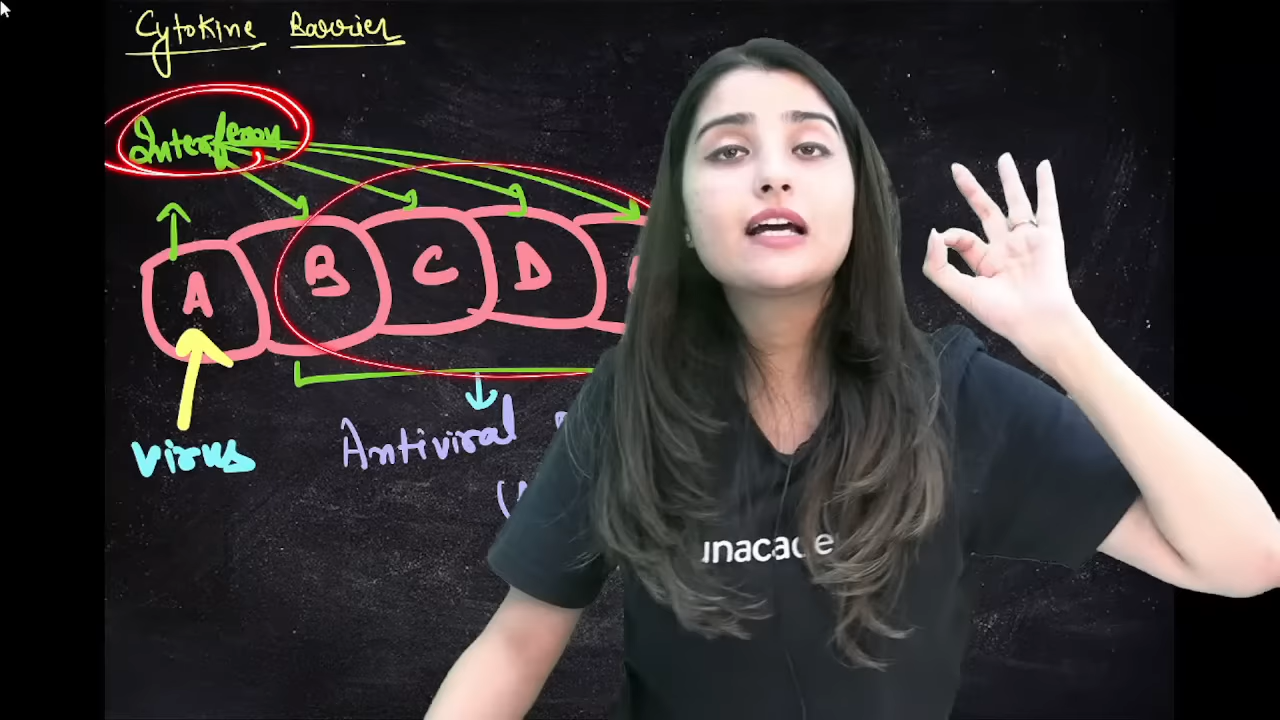 Cytokine Barrier
Interferon
A B C D
Antiviral
virus
unacade